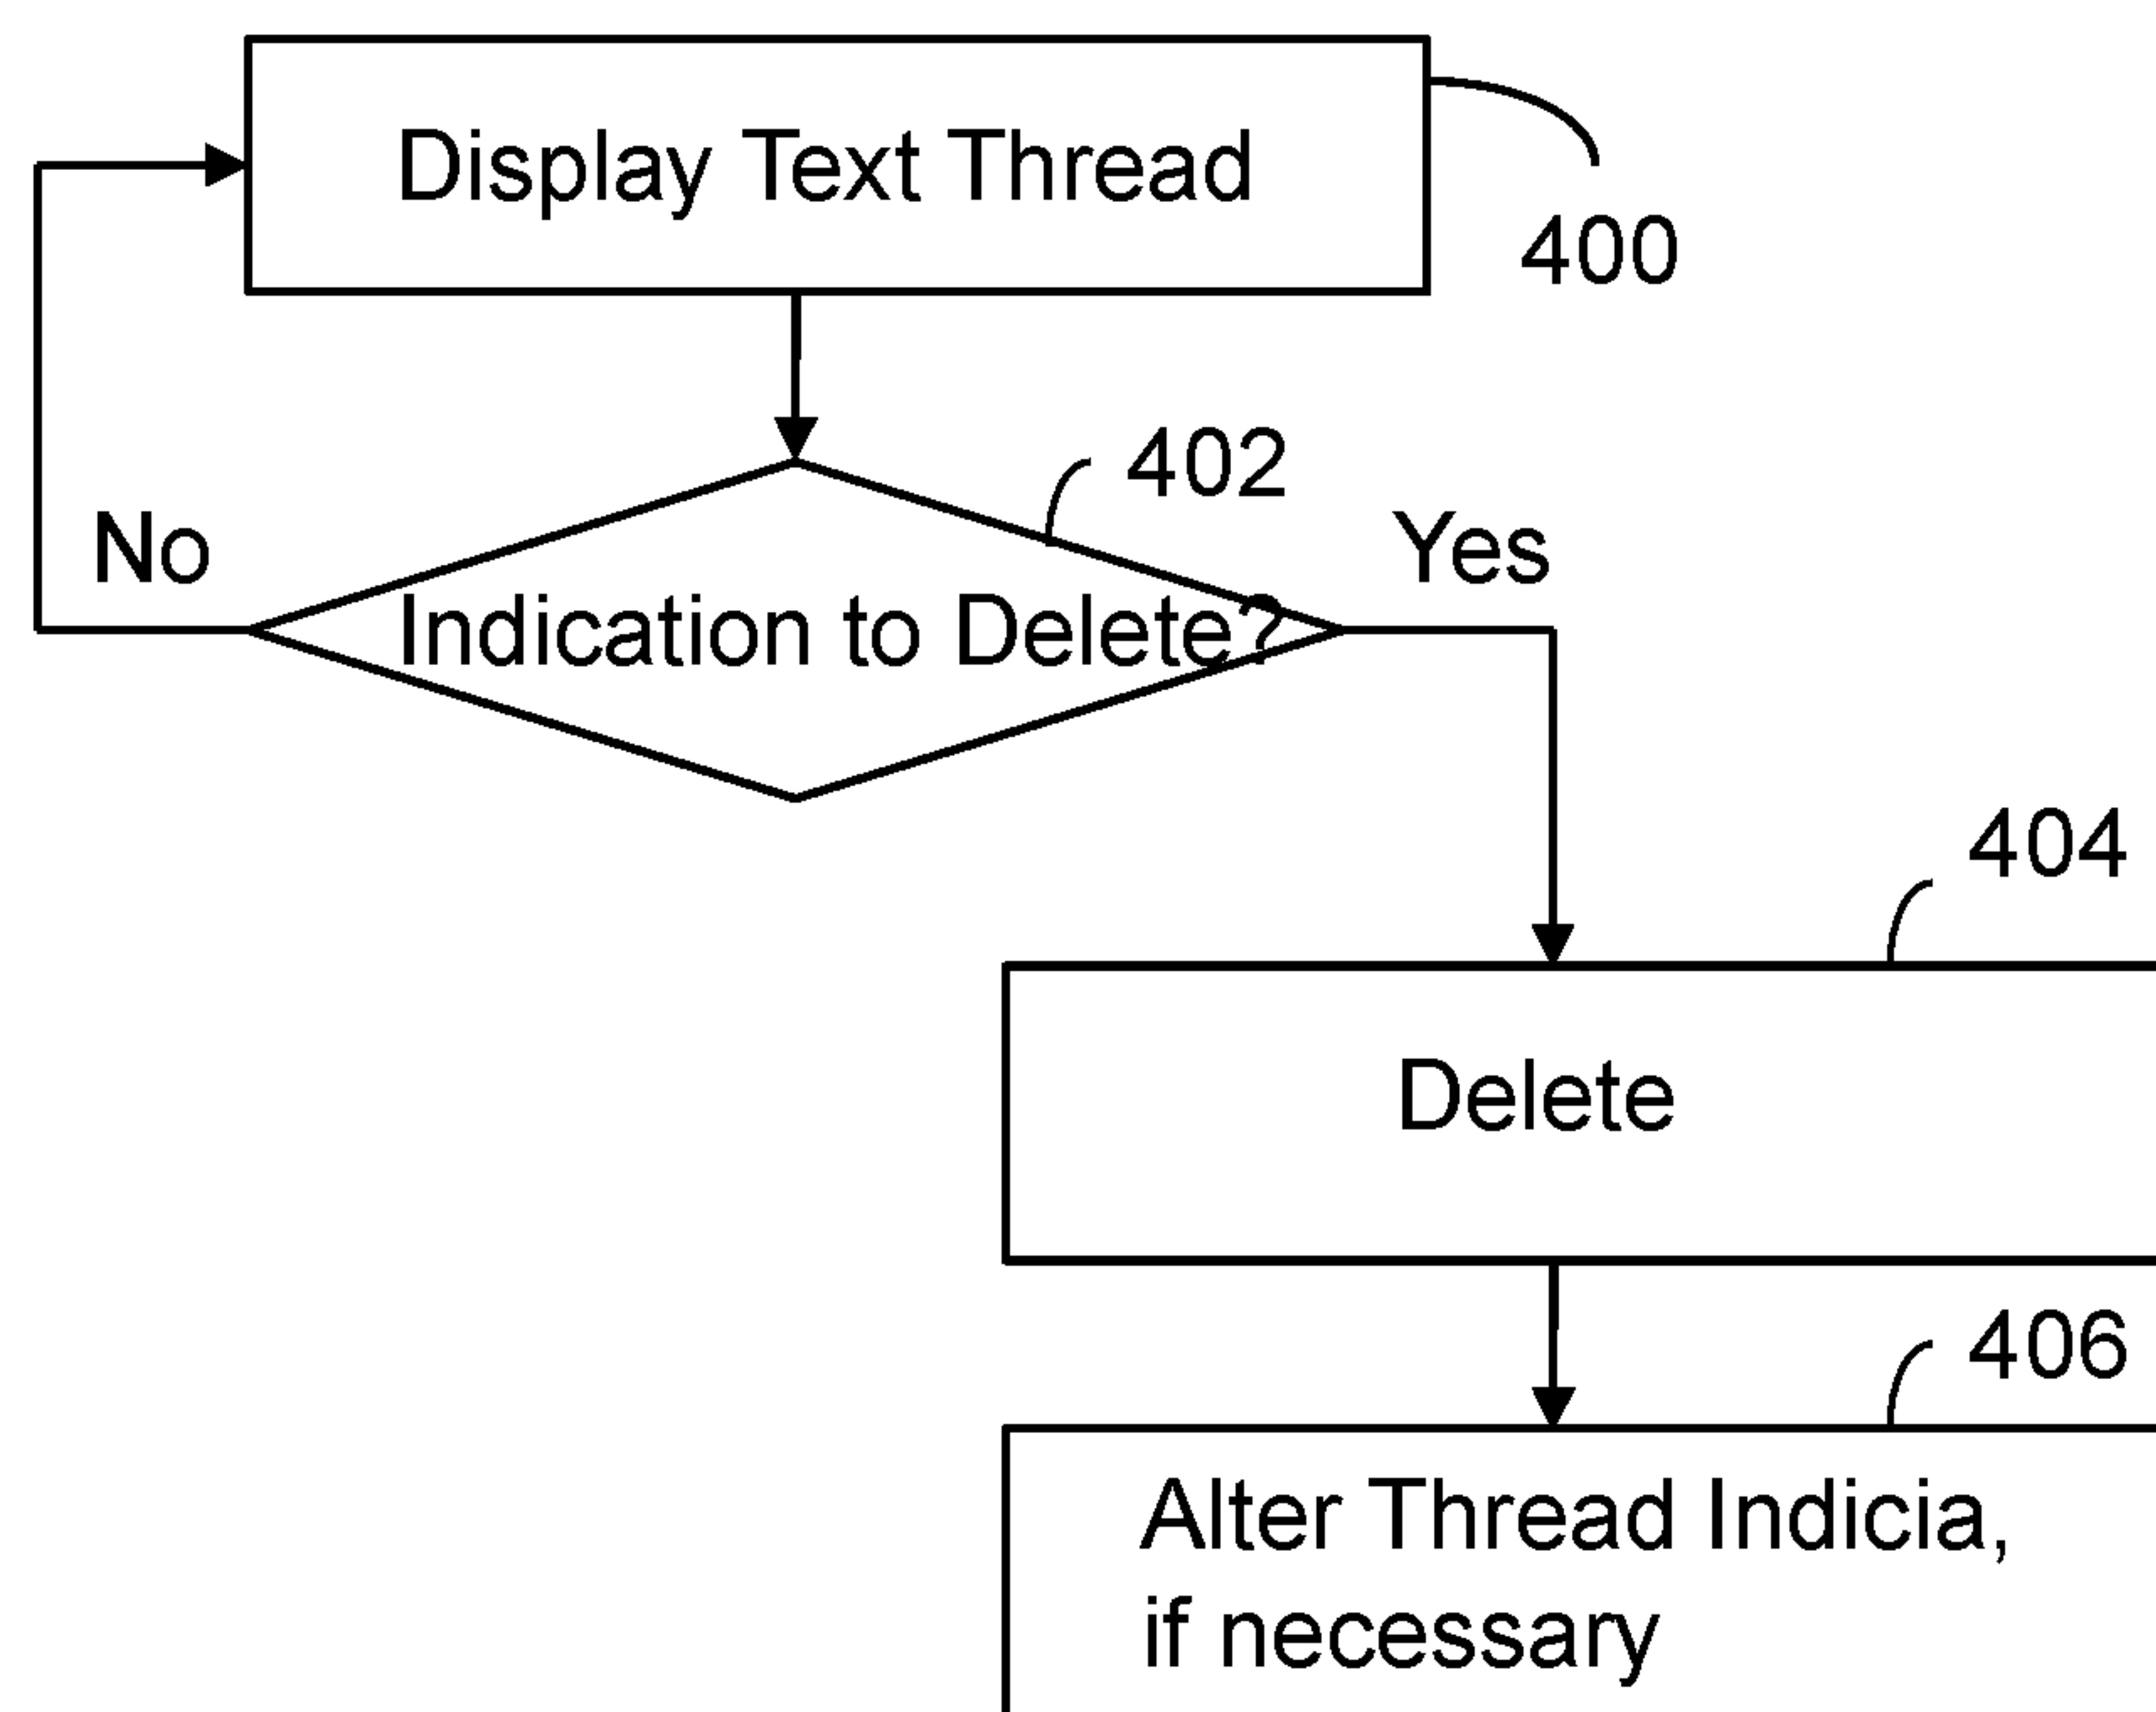 Display Text Thread
400
402
No
Yes
Indication to Delete?
404
Delete
406
Alter Thread Indicia,
if necessary